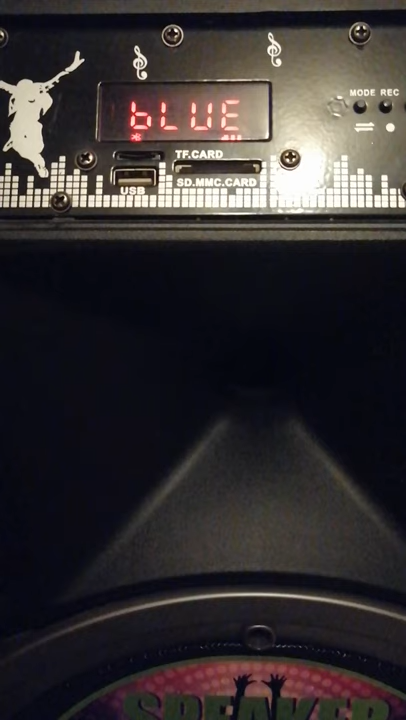 MODE REC
bLUE
TF.CARD
USB
SD.MMC.CARD
SPEAKER